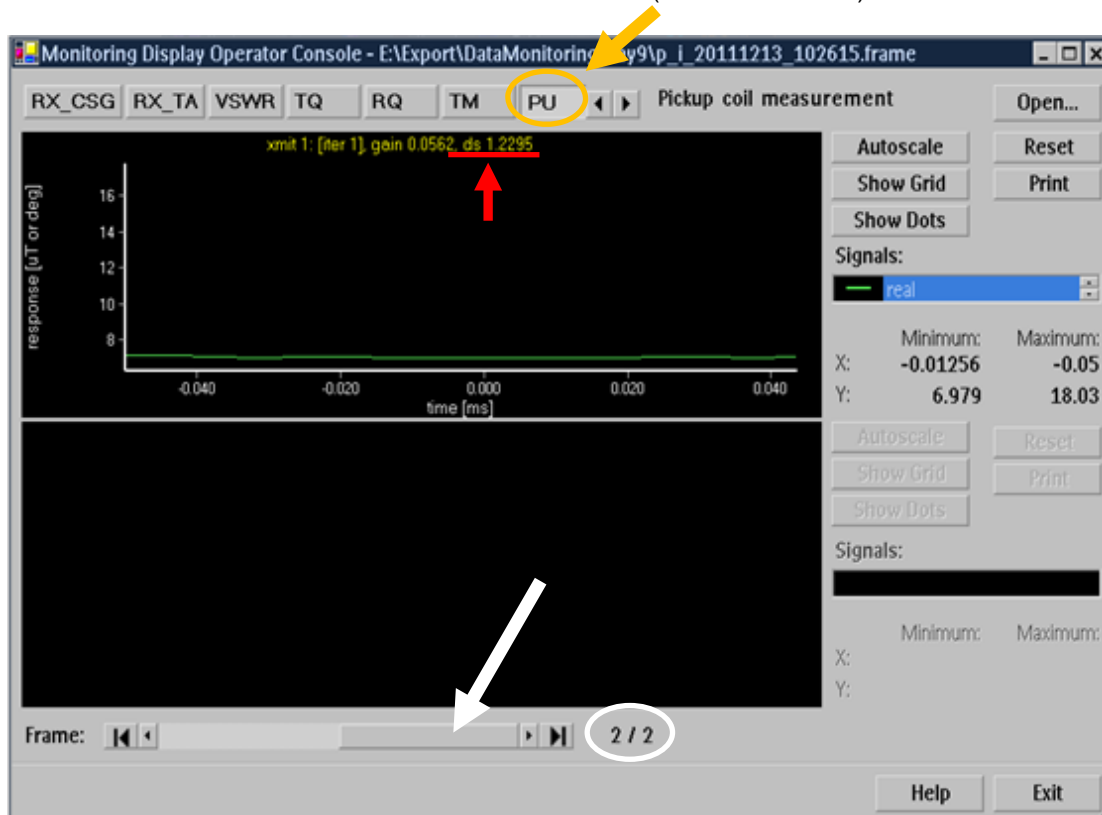 Monitoring Display Operator Console - E:\Export\DataMonitoring
y9\p_i_20111213_102615.frame
RX_CSG RX_TA VSWR TQ RQ TM PU Pickup coil measurement Open...
xmit 1: [iter 1], gain 0.0562, ds 1.2295
response [uT or deg]
16
14
12
10
8
-0.040 -0.020 0.000 0.020 0.040
time [ms]
Autoscale Reset
Show Grid Print
Show Dots
Signals:
real
Minimum: Maximum:
X: -0.01256 -0.05
Y: 6.979 18.03
Autoscale Reset
Show Grid Print
Show Dots
Signals:
Minimum: Maximum:
X:
Y:
Frame: 2 / 2
Help Exit